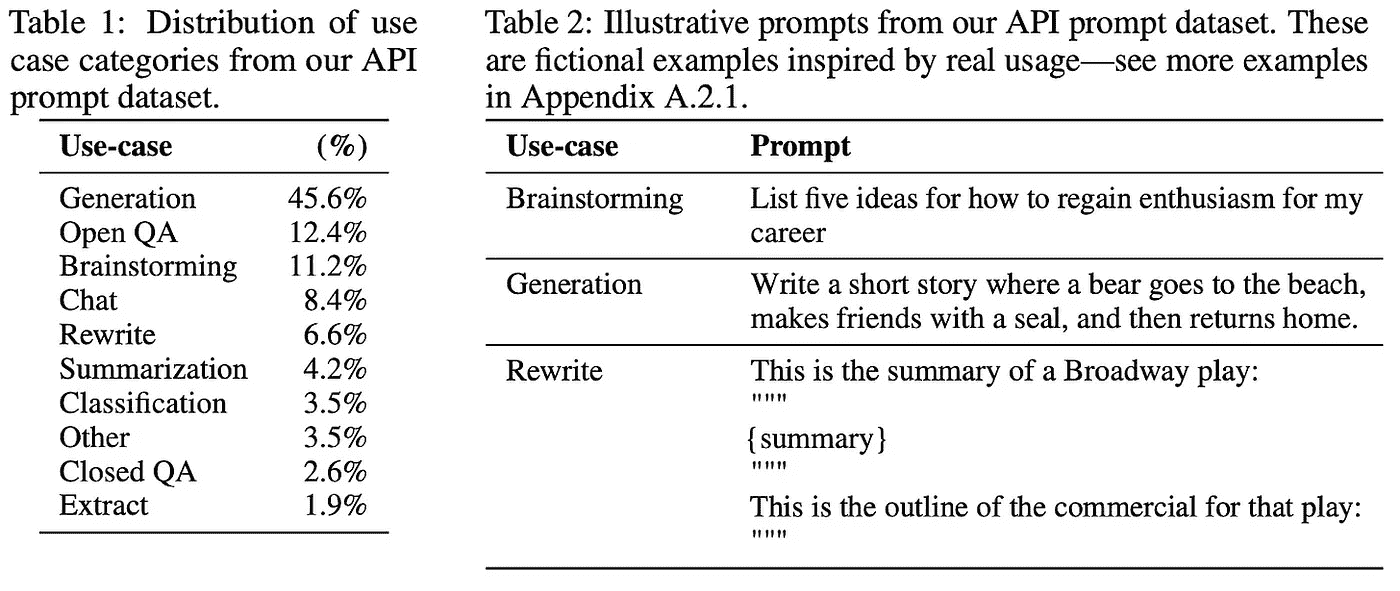 Table 1: Distribution of use
case categories from our API
prompt dataset.
Use-case (%)
Generation 45.6%
Open QA 12.4%
Brainstorming 11.2%
Chat 8.4%
Rewrite 6.6%
Summarization 4.2%
Classification 3.5%
Other 3.5%
Closed QA 2.6%
Extract 1.9%
Table 2: Illustrative prompts from our API prompt dataset. These
are fictional examples inspired by real usage—see more examples
in Appendix A.2.1.
Use-case Prompt
Brainstorming List five ideas for how to regain enthusiasm for my
career
Generation Write a short story where a bear goes to the beach,
makes friends with a seal, and then returns home.
Rewrite This is the summary of a Broadway play:
"""
{summary}
"""
This is the outline of the commercial for that play:
"""